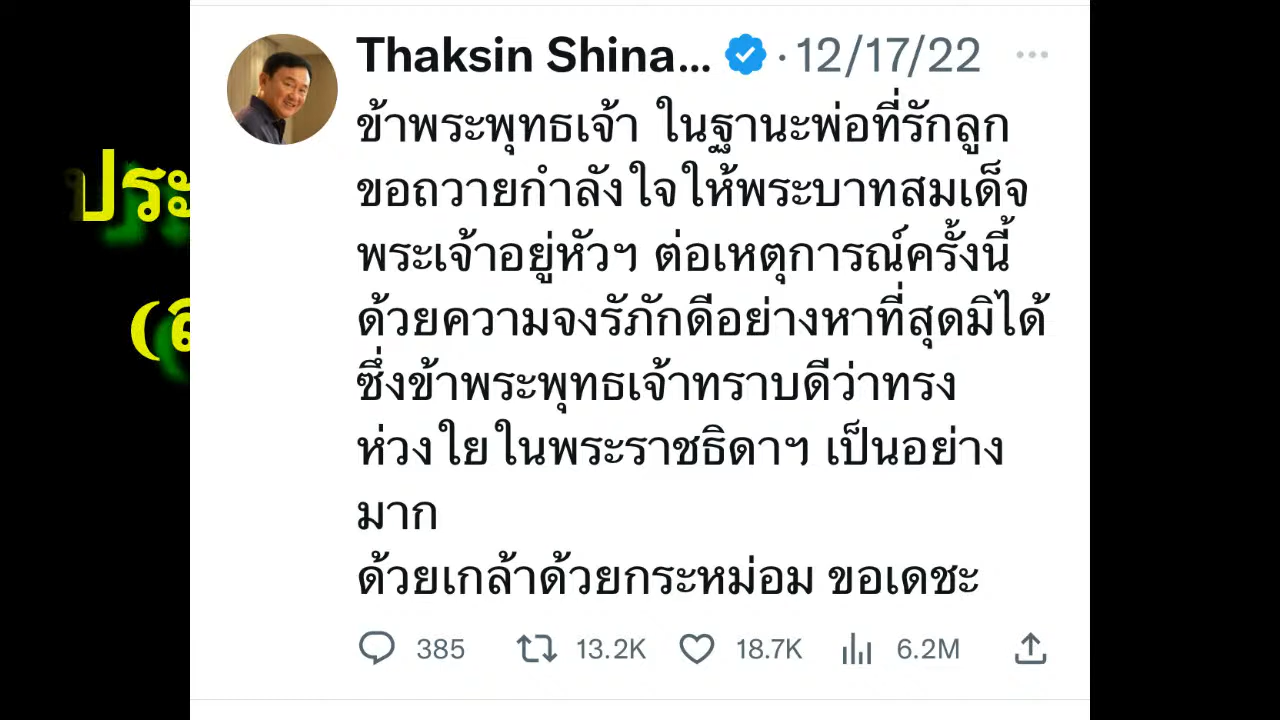 Thaksin Shina... · 12/17/22
ข้าพระพุทธเจ้า ในฐานะพ่อที่รักลูก
ขอถวายกำลังใจให้พระบาทสมเด็จ
พระเจ้าอยู่หัวฯ ต่อเหตุการณ์ครั้งนี้
ด้วยความจงรัภักดีอย่างหาที่สุดมิได้
ซึ่งข้าพระพุทธเจ้าทราบดีว่าทรง
ห่วงใยในพระราชธิดาฯ เป็นอย่าง
มาก
ด้วยเกล้าด้วยกระหม่อม ขอเดชะ
385 13.2K 18.7K 6.2M
ประ